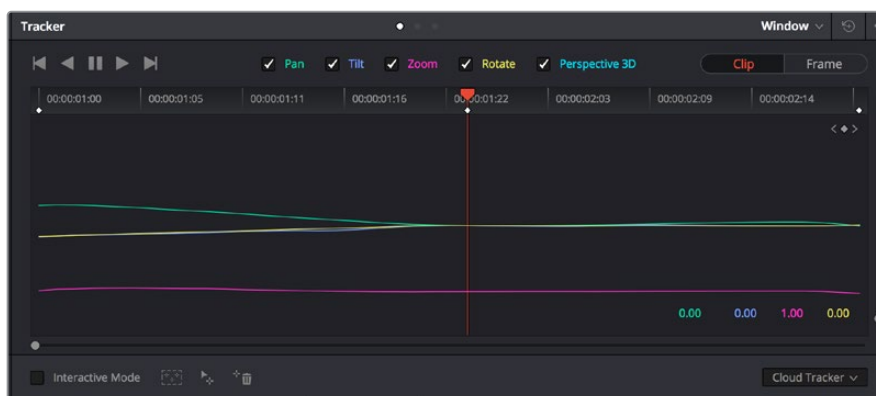 Tracker Window
Pan Tilt Zoom Rotate Perspective 3D Clip Frame
00:00:01:00 00:00:01:05 00:00:01:11 00:00:01:16 00:00:01:22 00:00:02:03 00:00:02:09 00:00:02:14
0.00 0.00 1.00 0.00
Interactive Mode Cloud Tracker